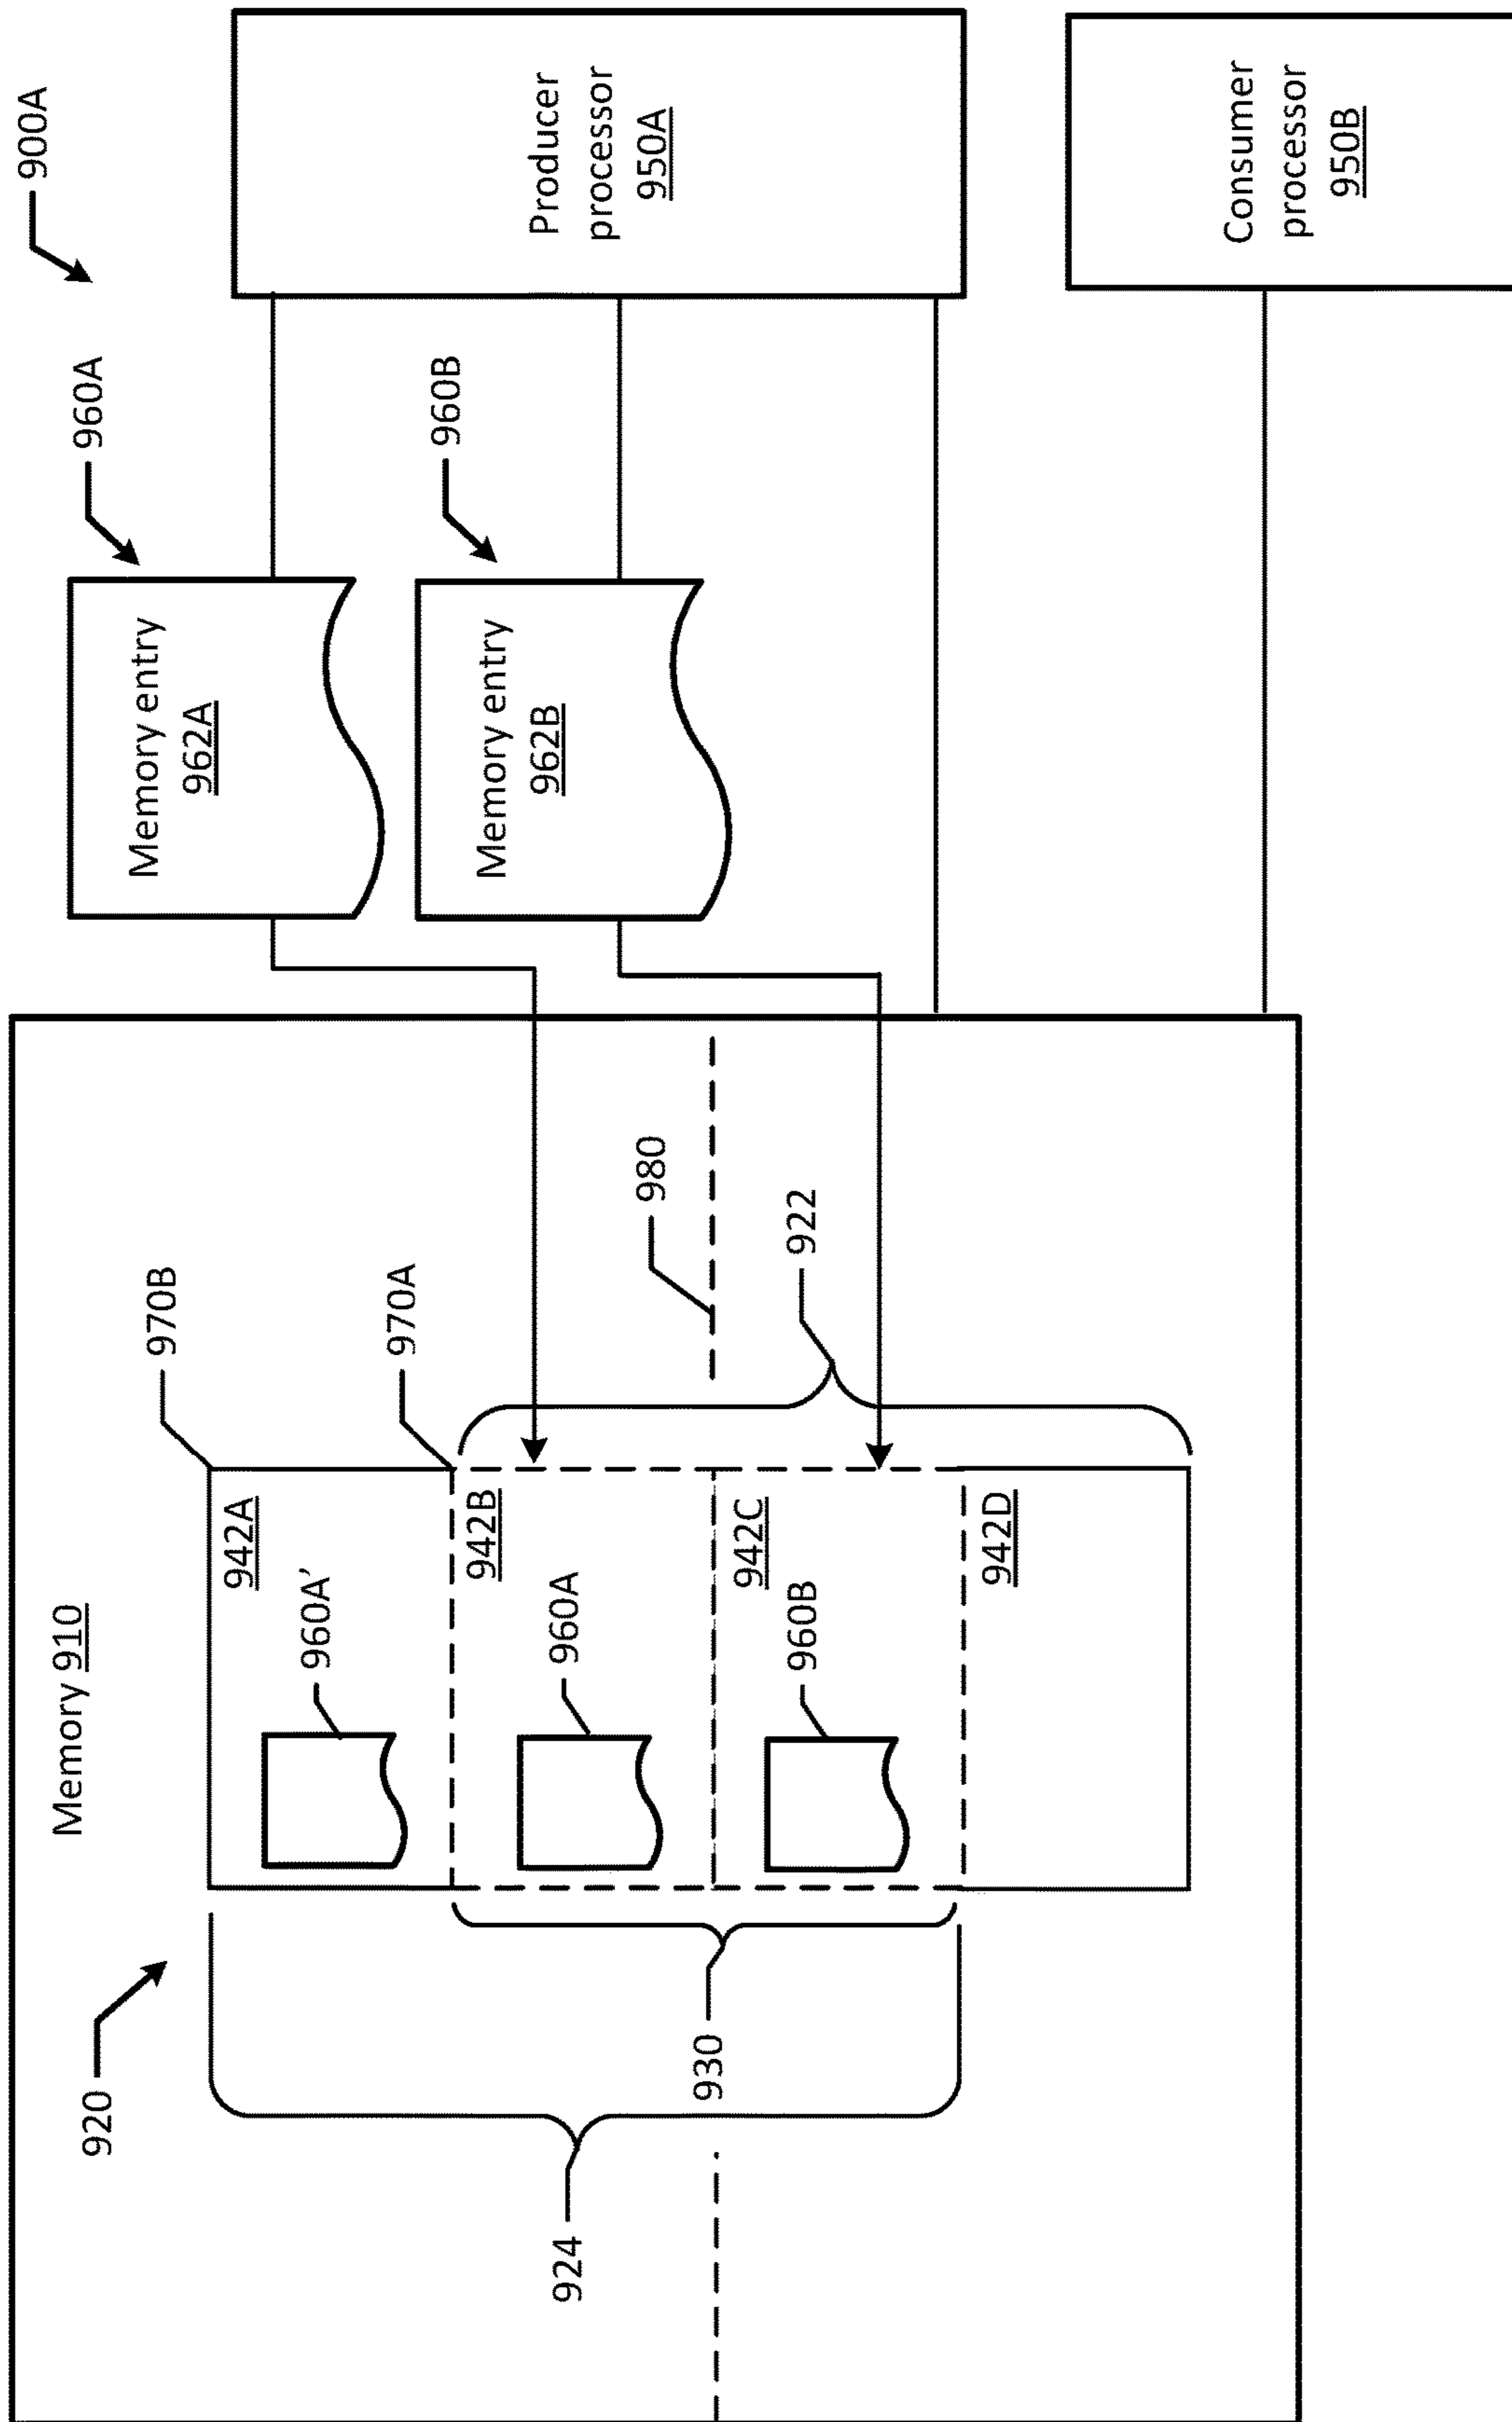 900A
960A
960B
Producer
processor
950A
Consumer
processor
950B
Memory entry
962A
Memory entry
962B
Memory 910
920
970B
970A
980
922
942A
960A’
942B
960A
942C
960B
942D
930
924